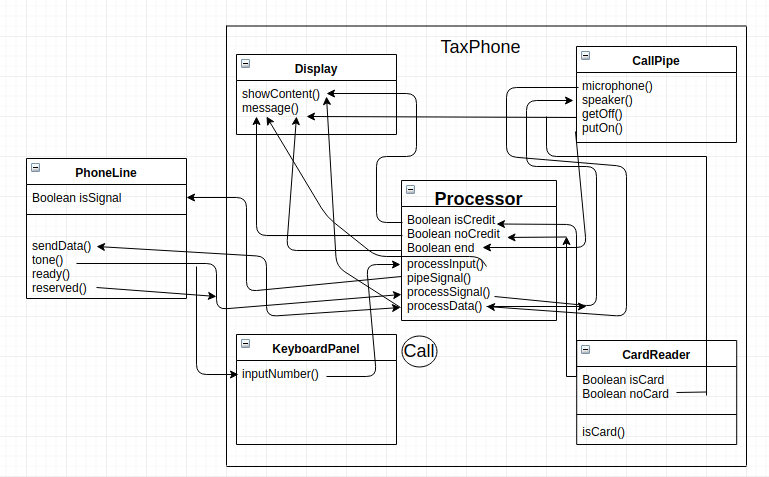 TaxPhone
Display
showContent()
message()
CallPipe
microphone()
speaker()
getOff()
putOn()
PhoneLine
Boolean isSignal
sendData()
tone()
ready()
reserved()
Processor
Boolean isCredit
Boolean noCredit
Boolean end
processInput()
pipeSignal()
processSignal()
processData()
KeyboardPanel
inputNumber()
Call
CardReader
Boolean isCard
Boolean noCard
isCard()